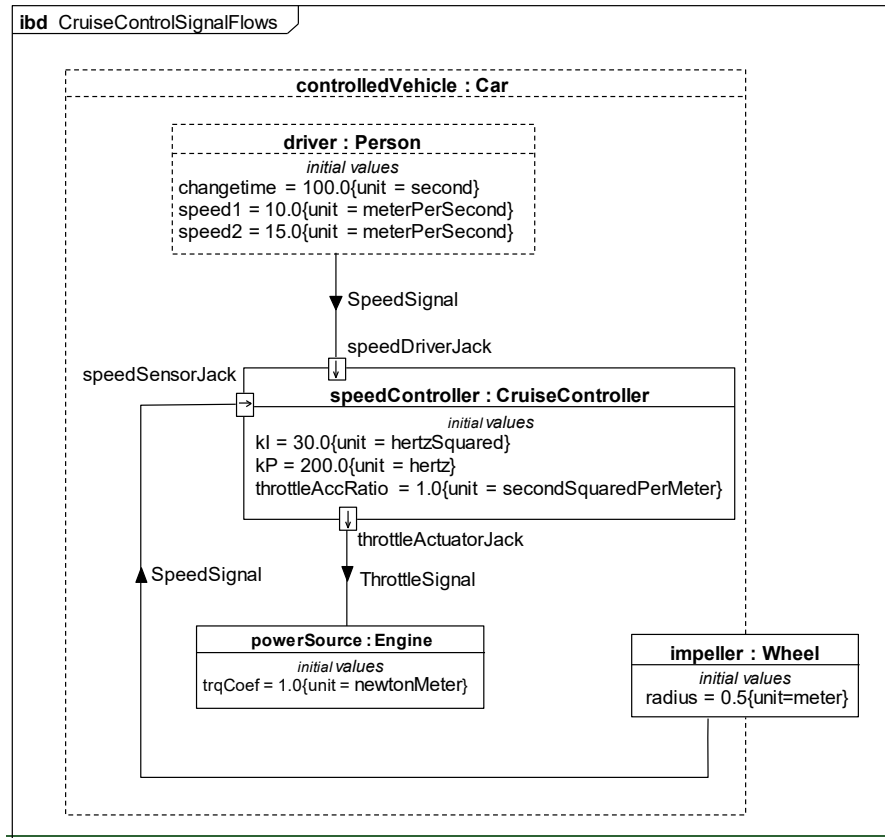 ibd CruiseControlSignalFlows
controlledVehicle : Car
driver : Person
initial values
changetime = 100.0{unit = second}
speed1 = 10.0{unit = meterPerSecond}
speed2 = 15.0{unit = meterPerSecond}
SpeedSignal
speedDriverJack
speedSensorJack
speedController : CruiseController
initial values
kI = 30.0{unit = hertzSquared}
kP = 200.0{unit = hertz}
throttleAccRatio = 1.0{unit = secondSquaredPerMeter}
throttleActuatorJack
SpeedSignal
ThrottleSignal
powerSource : Engine
initial values
trqCoef = 1.0{unit = newtonMeter}
impeller : Wheel
initial values
radius = 0.5{unit=meter}